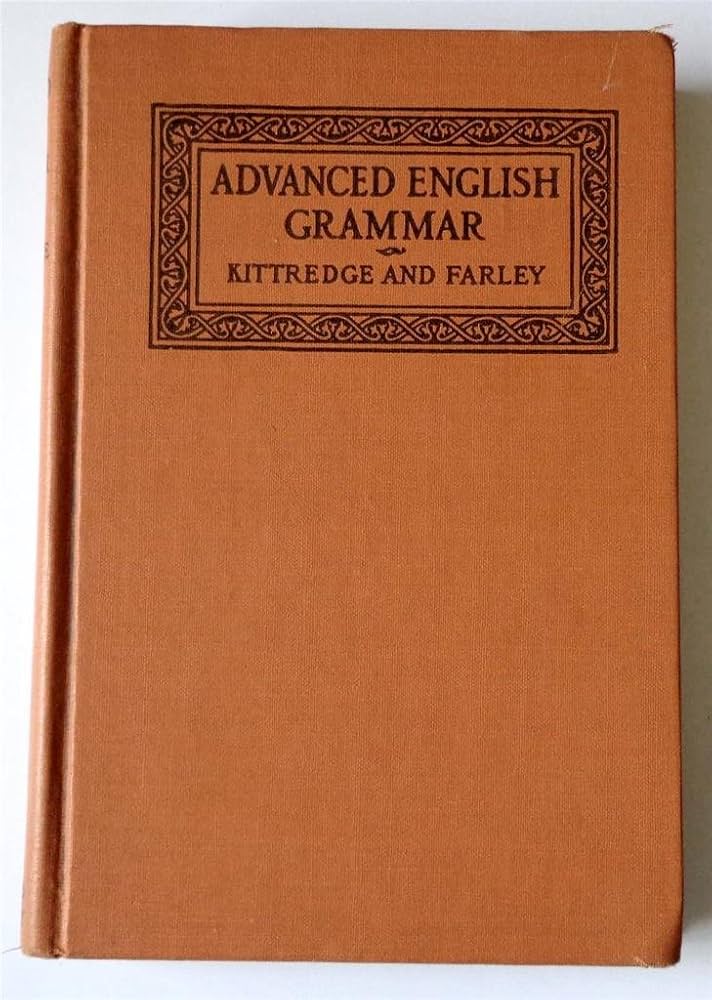 ADVANCED ENGLISH
GRAMMAR
KITTREDGE AND FARLEY